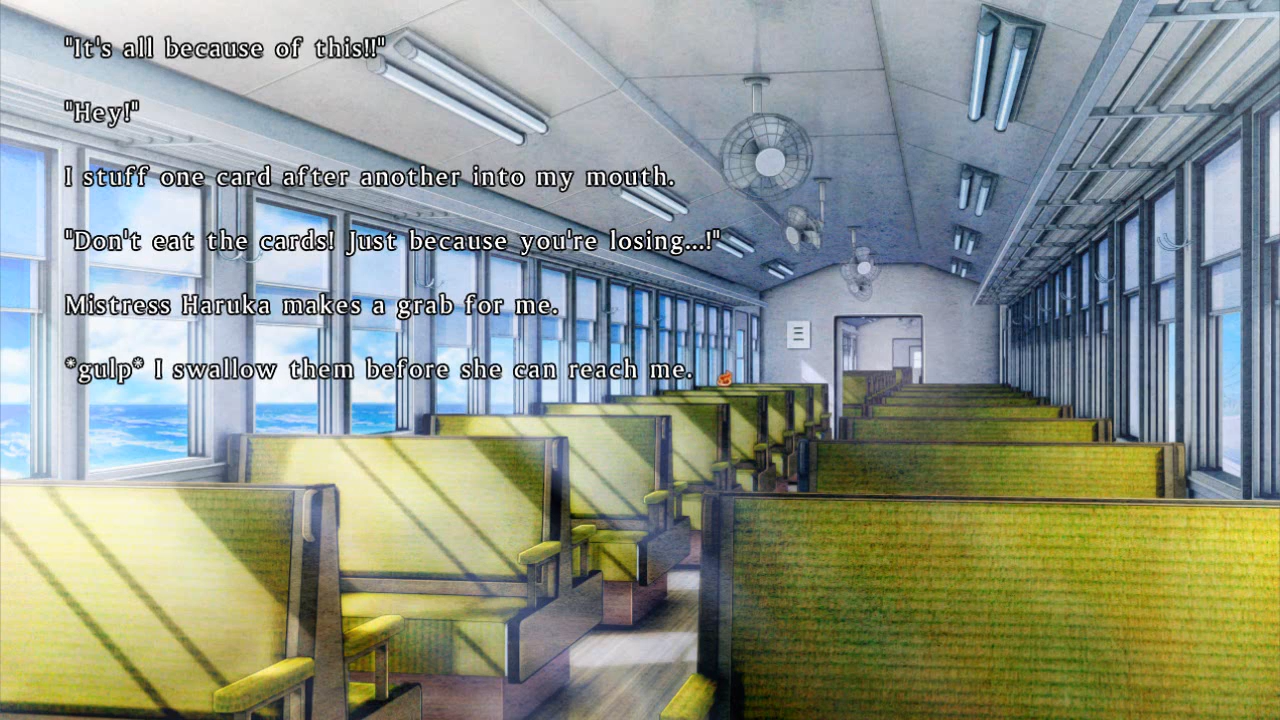 "It's all because of this!!"
"Hey!"
I stuff one card after another into my mouth.
"Don't eat the cards! Just because you're losing...!"
Mistress Haruka makes a grab for me.
*gulp* I swallow them before she can reach me.